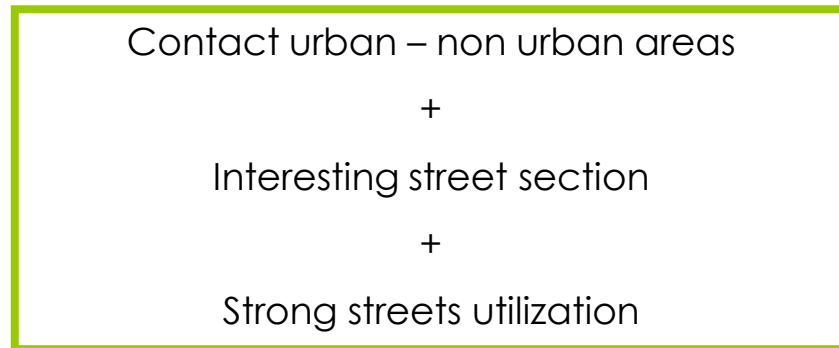 Contact urban – non urban areas
+
Interesting street section
+
Strong streets utilization